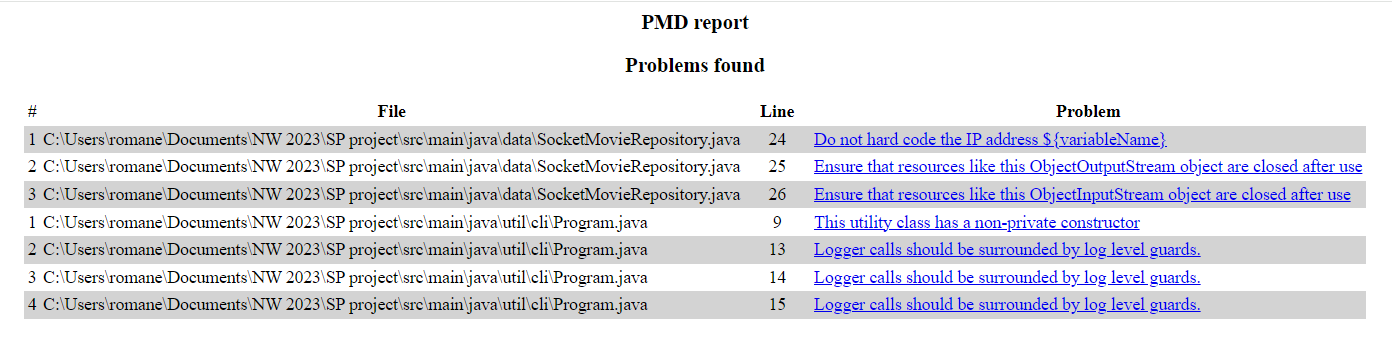 PMD report
Problems found
# File Line Problem
1 C:\Users\romane\Documents\NW 2023\SP project\src\main\java\data\SocketMovieRepository.java 24 Do not hard code the IP address ${variableName}
2 C:\Users\romane\Documents\NW 2023\SP project\src\main\java\data\SocketMovieRepository.java 25 Ensure that resources like this ObjectOutputStream object are closed after use
3 C:\Users\romane\Documents\NW 2023\SP project\src\main\java\data\SocketMovieRepository.java 26 Ensure that resources like this ObjectInputStream object are closed after use
1 C:\Users\romane\Documents\NW 2023\SP project\src\main\java\util\cli\Program.java 9 This utility class has a non-private constructor
2 C:\Users\romane\Documents\NW 2023\SP project\src\main\java\util\cli\Program.java 13 Logger calls should be surrounded by log level guards.
3 C:\Users\romane\Documents\NW 2023\SP project\src\main\java\util\cli\Program.java 14 Logger calls should be surrounded by log level guards.
4 C:\Users\romane\Documents\NW 2023\SP project\src\main\java\util\cli\Program.java 15 Logger calls should be surrounded by log level guards.